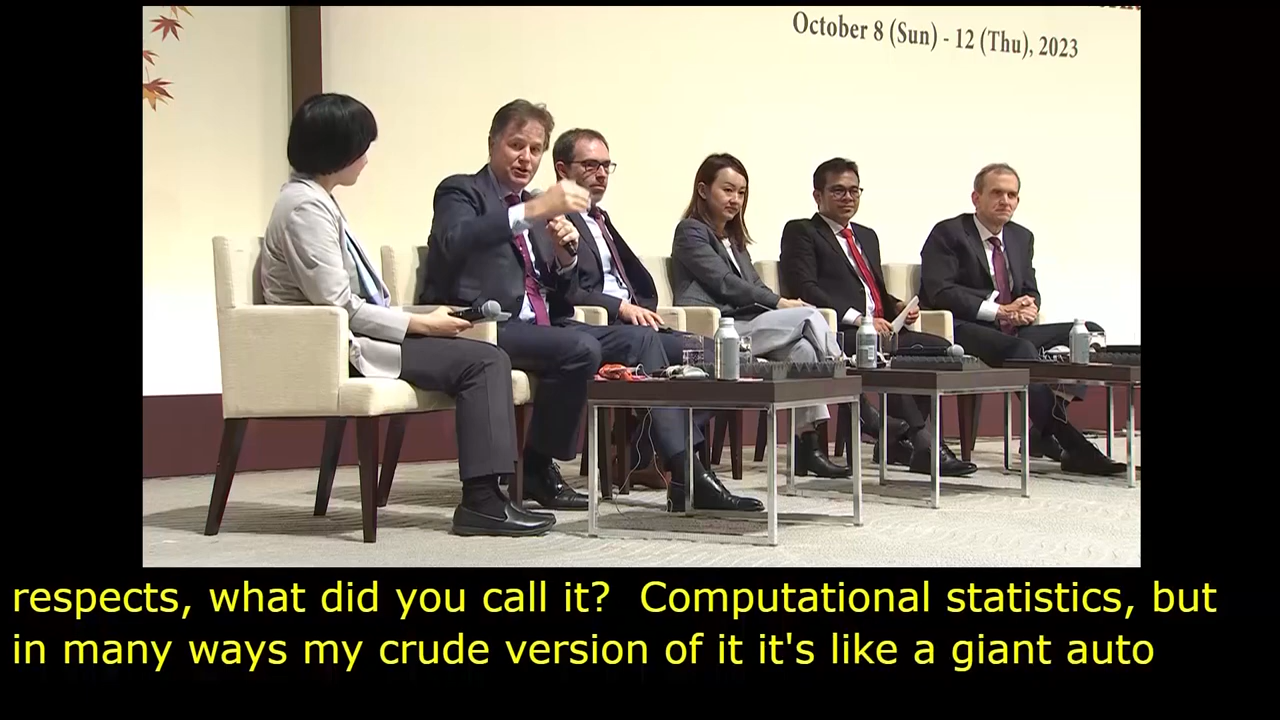 October 8 (Sun) - 12 (Thu), 2023
respects, what did you call it?  Computational statistics, but
in many ways my crude version of it it's like a giant auto